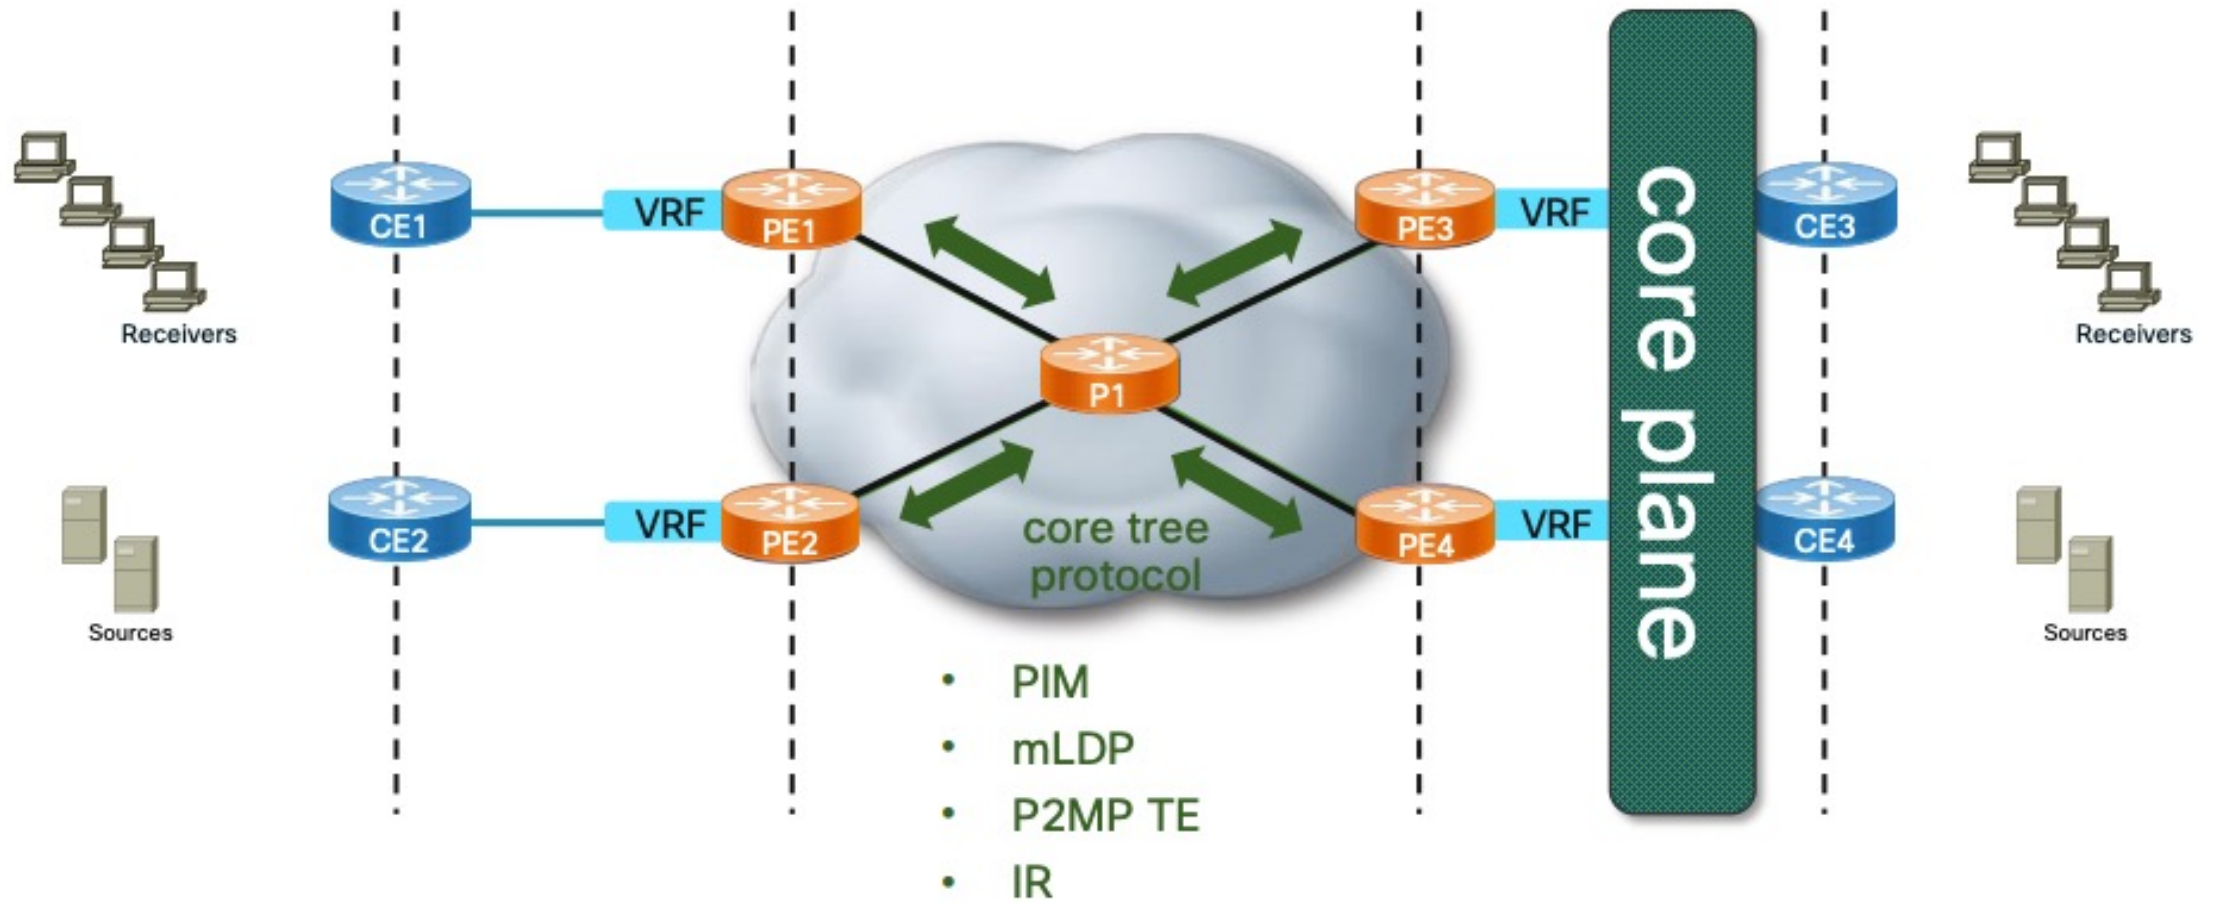 CE1
VRF
PE1
PE3
VRF
CE3
Receivers
Receivers
P1
core plane
CE2
VRF
PE2
core tree
protocol
PE4
VRF
CE4
Sources
Sources
• PIM
• mLDP
• P2MP TE
• IR